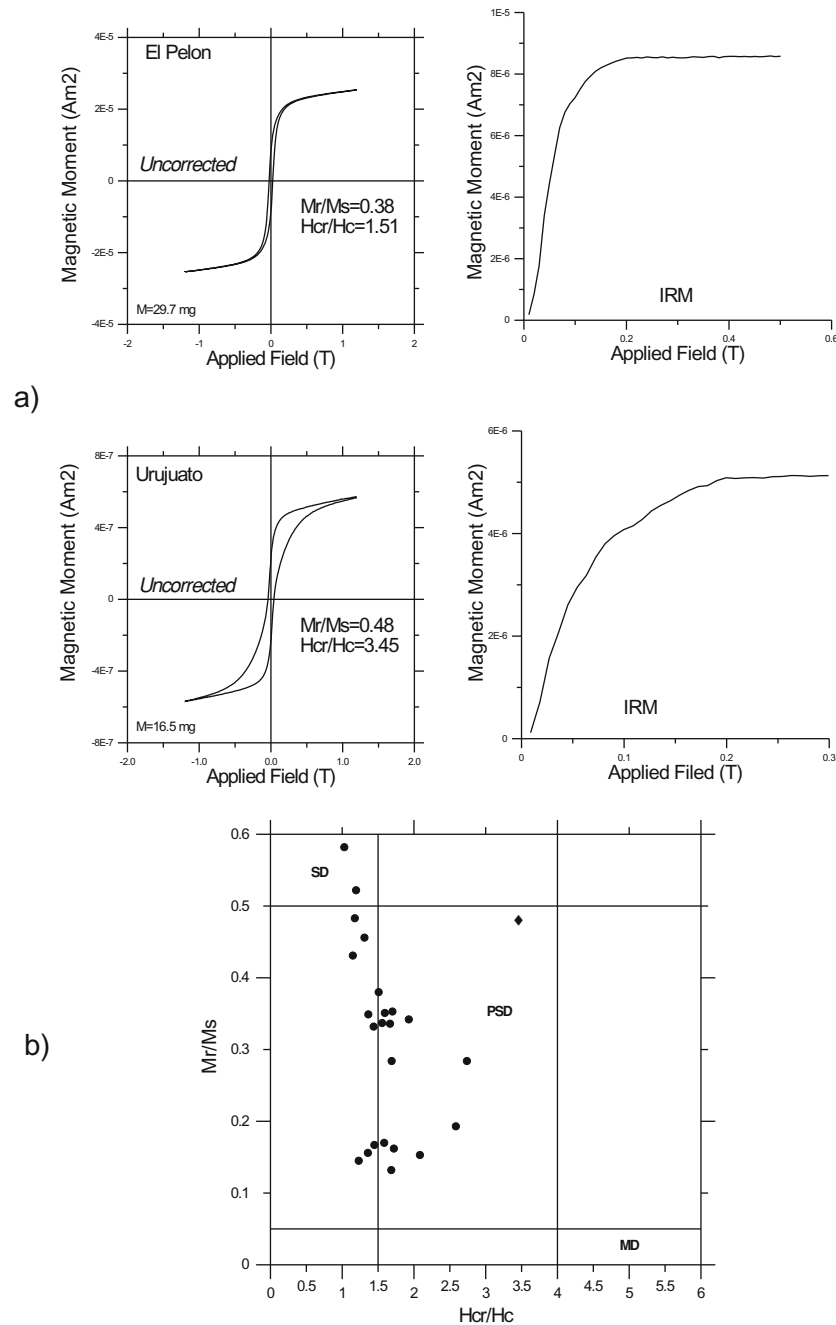 El Pelon
Magnetic Moment (Am2)
4E-5
2E-5
0
-2E-5
-4E-5
Uncorrected
Mr/Ms=0.38
Hcr/Hc=1.51
M=29.7 mg
-1
0
1
Applied Field (T)
Magnetic Moment (Am2)
1E-5
8E-6
6E-6
4E-6
2E-6
0
IRM
0
0.2
0.4
0.6
Applied Field (T)
a)
Urujuato
Magnetic Moment (Am2)
8E-7
4E-7
0
-4E-7
-8E-7
Uncorrected
Mr/Ms=0.48
Hcr/Hc=3.45
M=16.5 mg
-2.0
-1.0
0.0
1.0
2.0
Applied Field (T)
Magnetic Moment (Am2)
6E-6
4E-6
2E-6
0
IRM
0
0.1
0.2
0.3
Applied Filed (T)
b)
Mr/Ms
0.6
0.5
0.4
0.3
0.2
0.1
0
SD
PSD
MD
0
0.5
1
1.5
2
2.5
3
3.5
4
4.5
5
5.5
6
Hcr/Hc